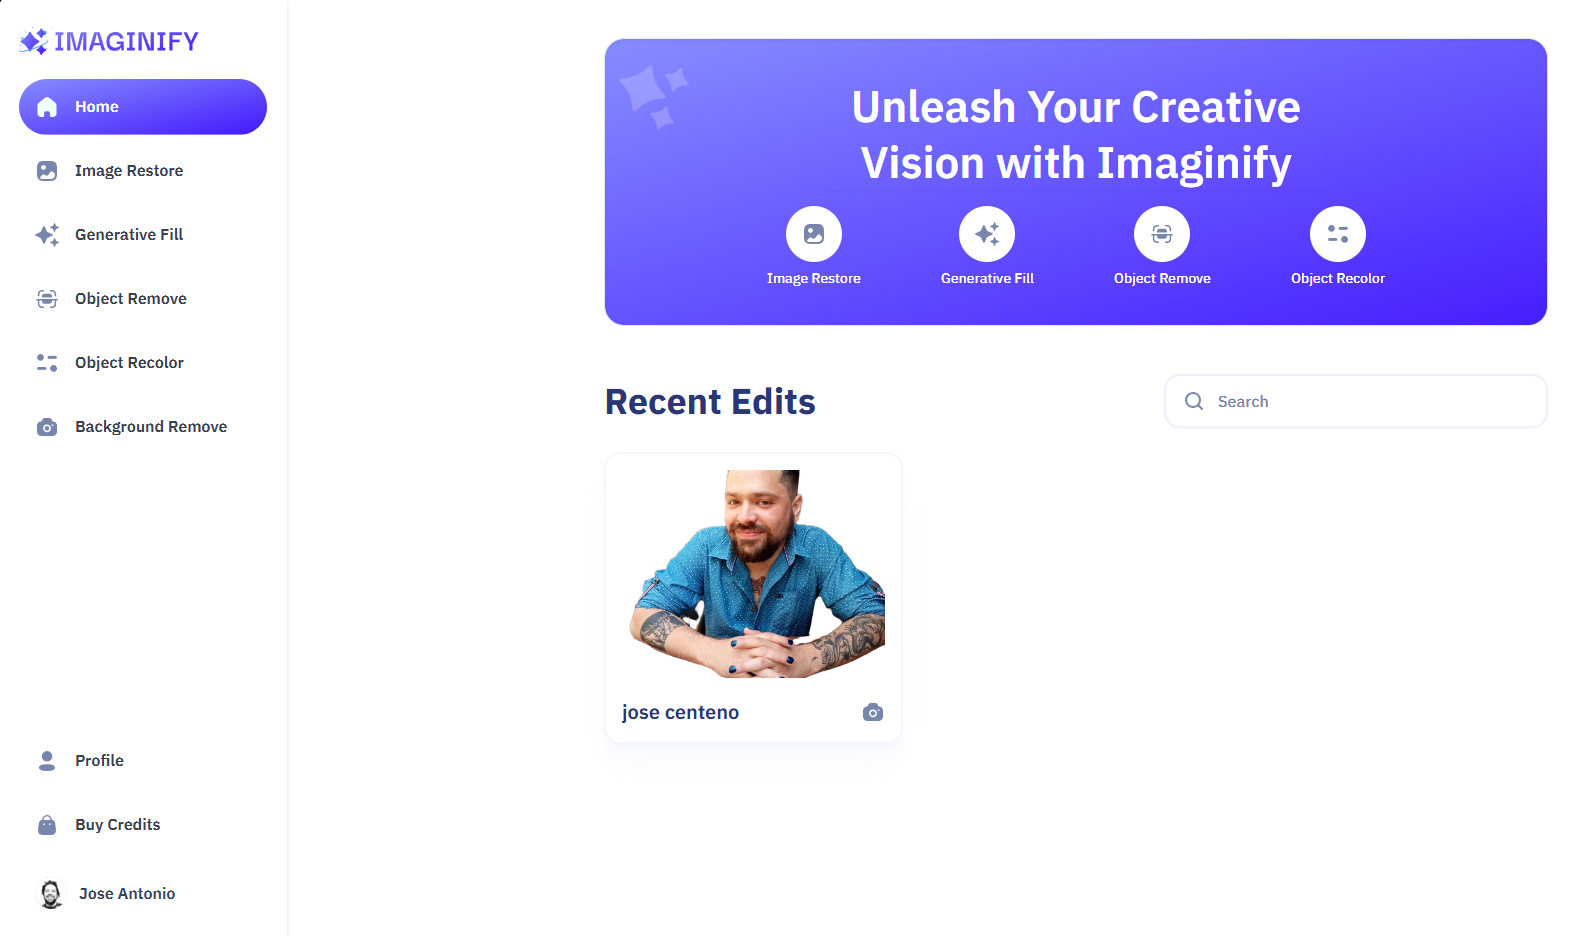 IMAGINIFY
Home
Image Restore
Generative Fill
Object Remove
Object Recolor
Background Remove
Profile
Buy Credits
Jose Antonio
Unleash Your Creative
Vision with Imaginify
Image Restore
Generative Fill
Object Remove
Object Recolor
Recent Edits
Search
jose centeno